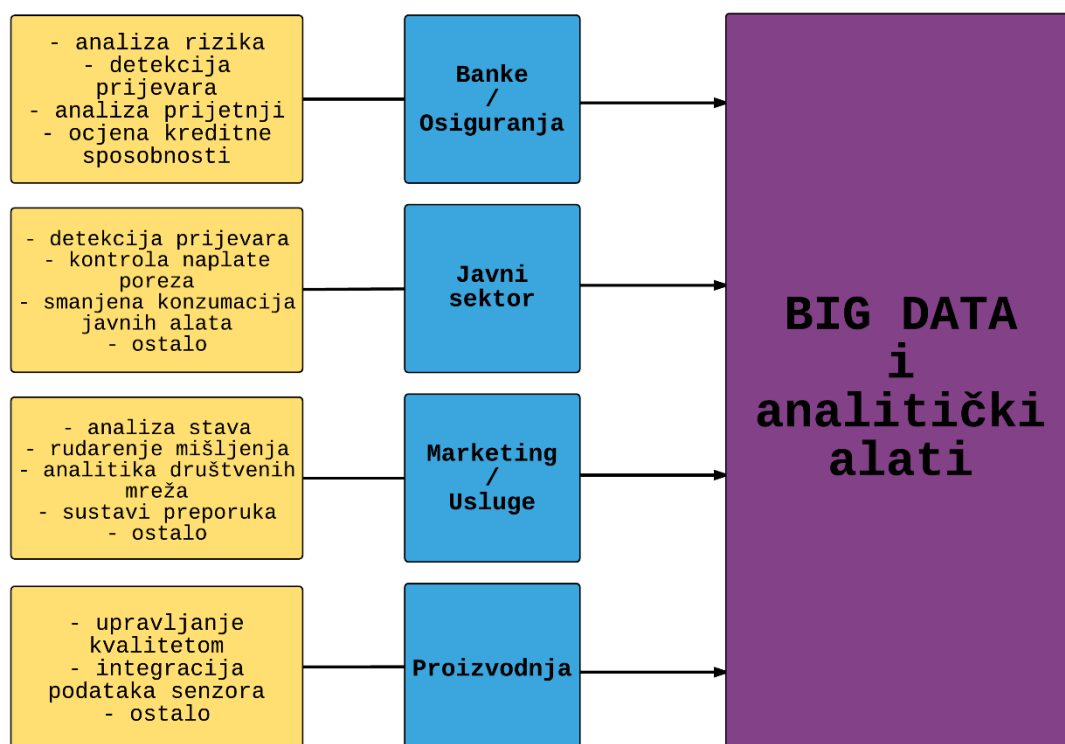 - analiza rizika
- detekcija
prijevara
- analiza prijetnji
- ocjena kreditne
sposobnosti
Banke
/
Osiguranja
- detekcija prijevara
- kontrola naplate
poreza
- smanjena konzumacija
javnih alata
- ostalo
Javni
sektor
- analiza stava
- rudarenje mišljenja
- analitika društvenih
mreža
- sustavi preporuka
- ostalo
Marketing
/
Usluge
- upravljanje
kvalitetom
- integracija
podataka senzora
- ostalo
Proizvodnja
BIG DATA
i
analitički
alati